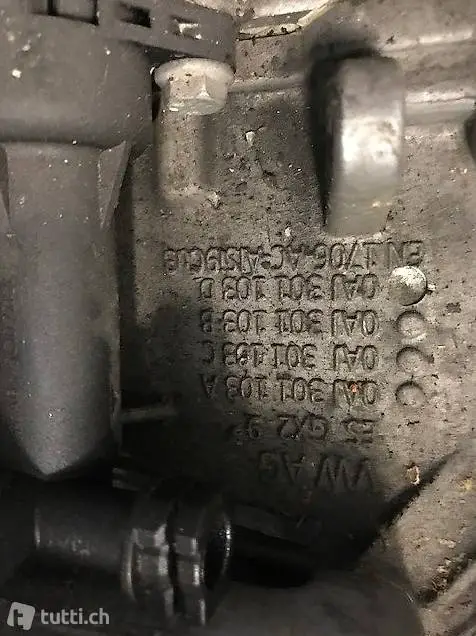 VW AG
GX2
0AJ 301 103 A
0AJ 301 103 C
0AJ 301 103 B
0AJ 301 103 D
EN 1706-AC-AlSi9Cu3
tutti.ch